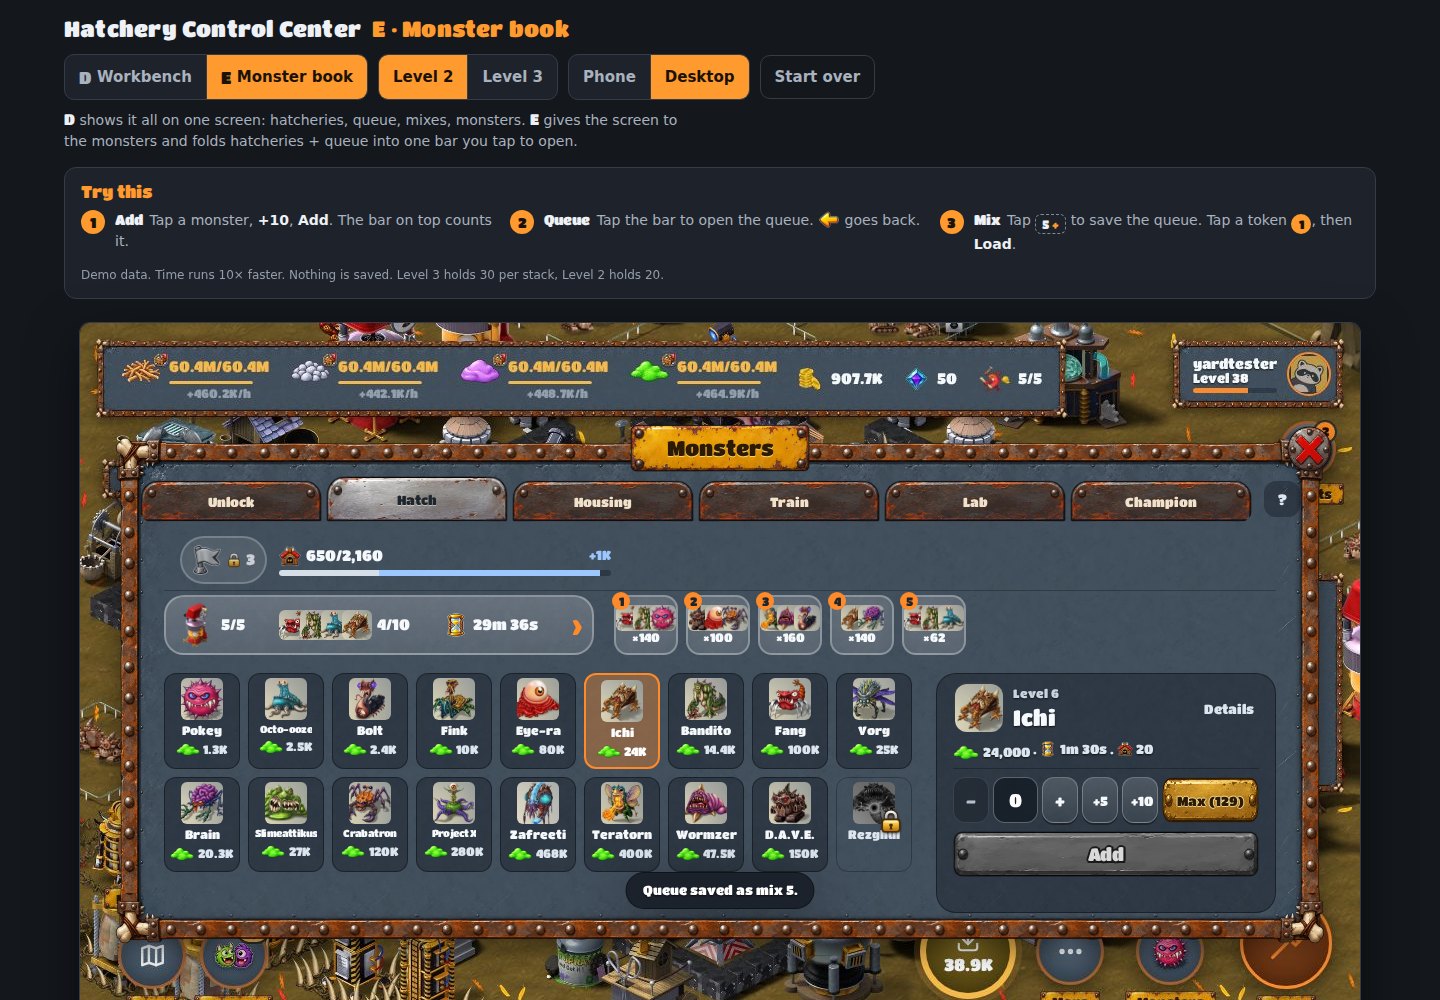 Hatchery Control Center E · Monster book
D Workbench E Monster book Level 2 Level 3 Phone Desktop Start over
D shows it all on one screen: hatcheries, queue, mixes, monsters. E gives the screen to
the monsters and folds hatcheries + queue into one bar you tap to open.
Try this
1 Add Tap a monster, +10, Add. The bar on top counts
it.
2 Queue Tap the bar to open the queue. goes back.
3 Mix Tap 5+ to save the queue. Tap a token 1, then
Load.
Demo data. Time runs 10× faster. Nothing is saved. Level 3 holds 30 per stack, Level 2 holds 20.
60.4M/60.4M 60.4M/60.4M 60.4M/60.4M 60.4M/60.4M 907.7K 50 5/5
+460.2K/h +442.1K/h +448.7K/h +464.9K/h
yardtester
Level 38
Monsters
Unlock Hatch Housing Train Lab Champion ?
3 650/2,160 +1K
5/5 4/10 29m 36s
1 2 3 4 5
×140 ×100 ×160 ×140 ×62
Pokey Octo-ooze Bolt Fink Eye-ra Ichi Bandito Fang Vorg
1.3K 2.5K 2.4K 10K 80K 24K 14.4K 100K 25K
Brain Slimeattikus Crabatron Project X Zafreeti Teratorn Wormzer D.A.V.E.
20.3K 27K 120K 280K 468K 400K 47.5K 150K
Level 6
Ichi
Details
24,000 · 1m 30s · 20
− 0 + +5 +10 Max (129)
Add
Queue saved as mix 5.
38.9K